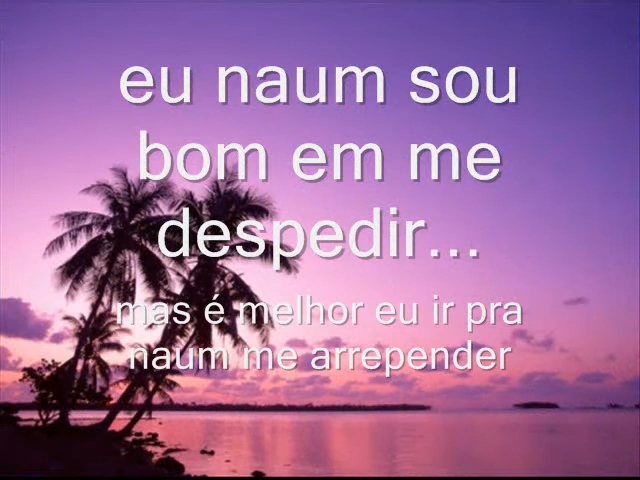 eu naum sou
bom em me
despedir...
mas é melhor eu ir pra
naum me arrepender